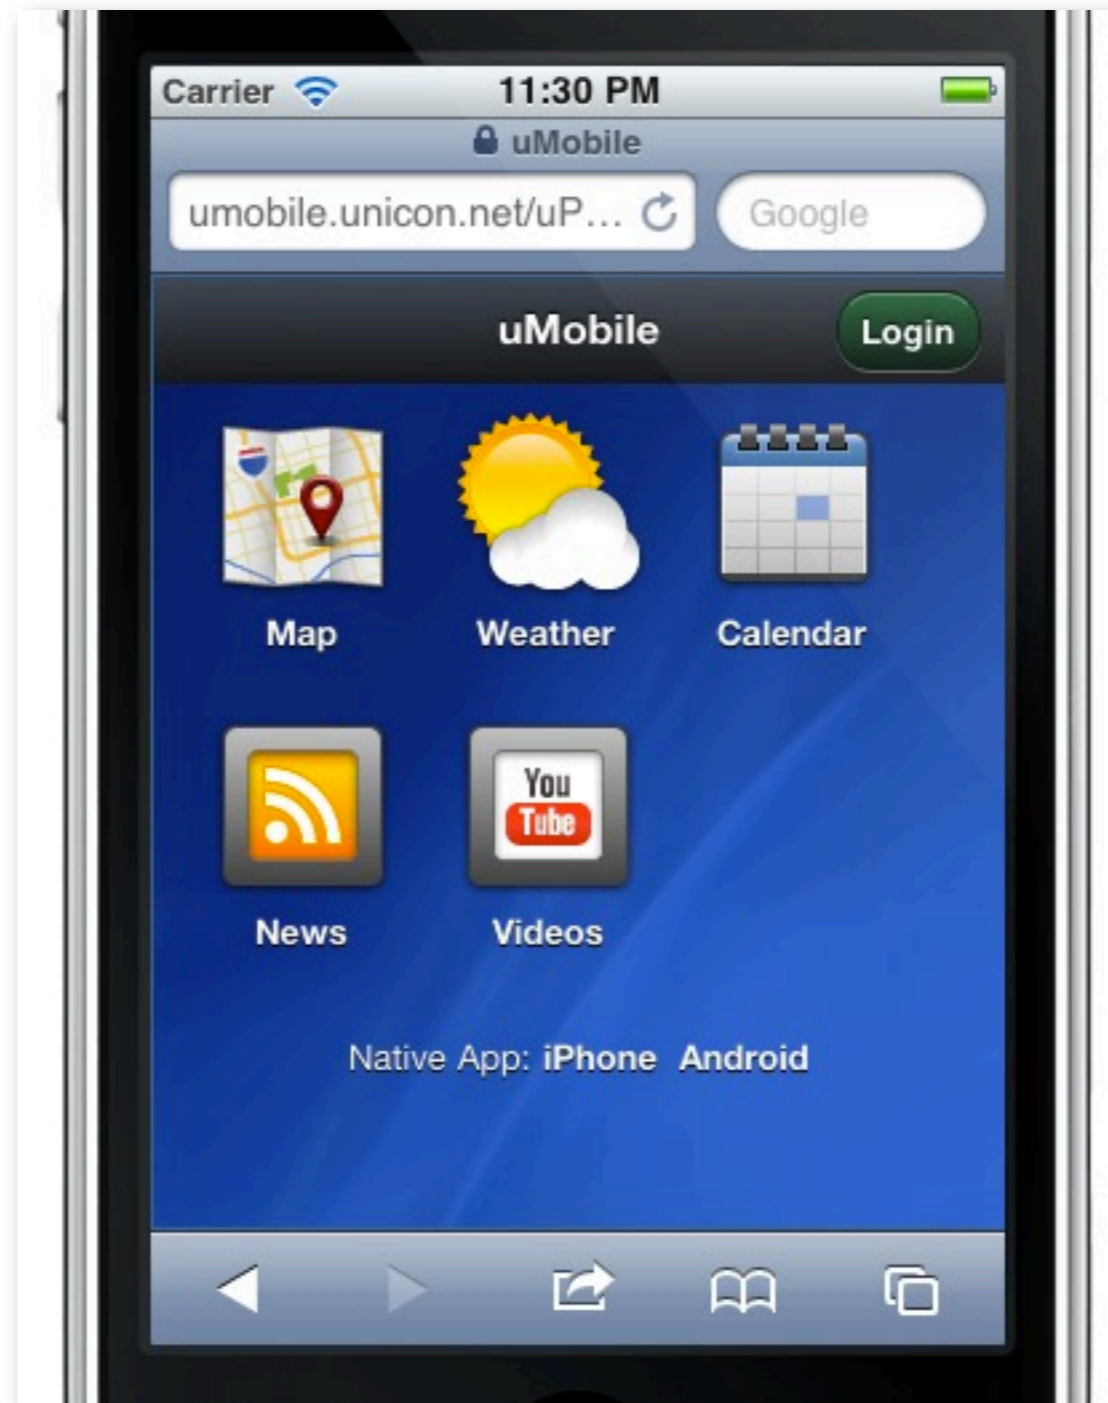 Carrier 11:30 PM
uMobile
umobile.unicon.net/uP... Google
uMobile Login
Map Weather Calendar
You
Tube
News Videos
Native App: iPhone Android